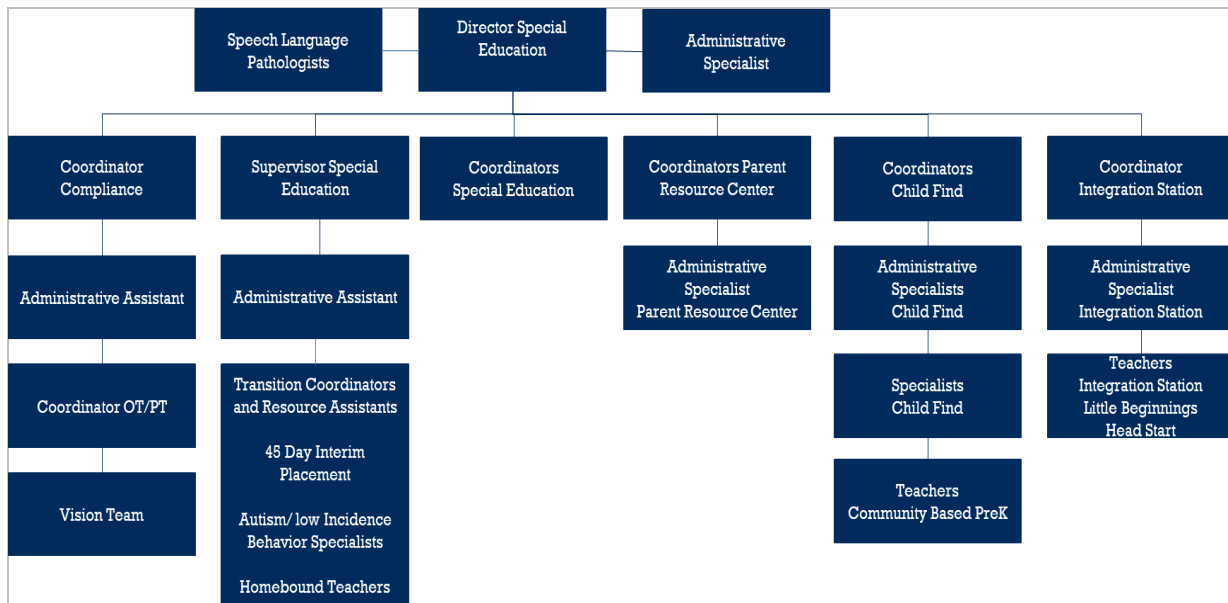 Speech Language
Pathologists
Director Special
Education
Administrative
Specialist
Coordinator
Compliance
Supervisor Special
Education
Coordinators
Special Education
Coordinators Parent
Resource Center
Coordinators
Child Find
Coordinator
Integration Station
Administrative Assistant
Administrative Assistant
Administrative
Specialist
Parent Resource Center
Administrative
Specialists
Child Find
Administrative
Specialist
Integration Station
Coordinator OT/PT
Transition Coordinators
and Resource Assistants
45 Day Interim
Placement
Autism/ low Incidence
Behavior Specialists
Homebound Teachers
Specialists
Child Find
Teachers
Integration Station
Little Beginnings
Head Start
Vision Team
Teachers
Community Based PreK